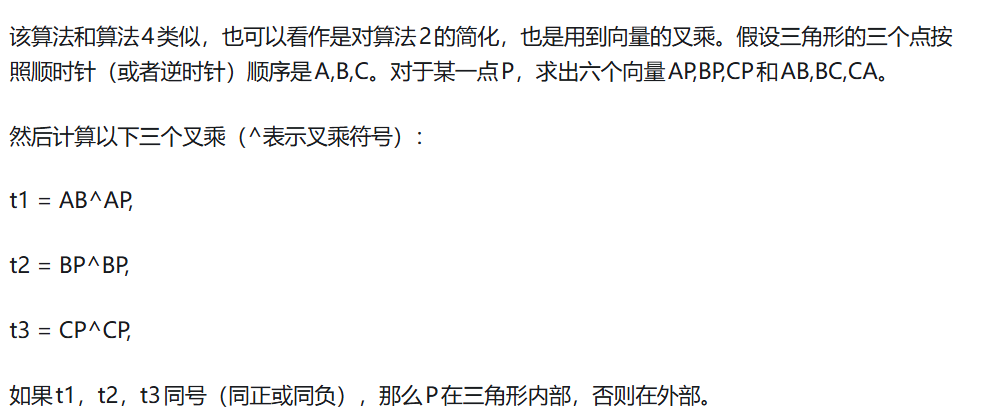 该算法和算法4类似，也可以看作是对算法2的简化，也是用到向量的叉乘。假设三角形的三个点按
照顺时针（或者逆时针）顺序是A,B,C。对于某一点P，求出六个向量AP,BP,CP和AB,BC,CA。
然后计算以下三个叉乘（^表示叉乘符号）：
t1 = AB^AP,
t2 = BP^BP,
t3 = CP^CP,
如果t1，t2，t3同号（同正或同负），那么P在三角形内部，否则在外部。